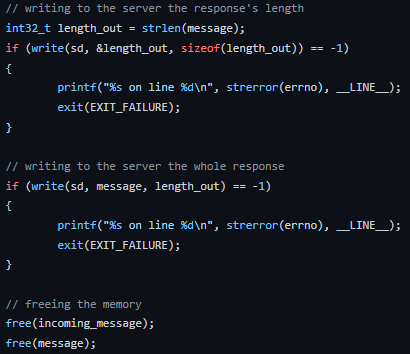 // writing to the server the response's length
int32_t length_out = strlen(message);
if (write(sd, &length_out, sizeof(length_out)) == -1)
{
        printf("%s on line %d\n", strerror(errno), __LINE__);
        exit(EXIT_FAILURE);
}

// writing to the server the whole response
if (write(sd, message, length_out) == -1)
{
        printf("%s on line %d\n", strerror(errno), __LINE__);
        exit(EXIT_FAILURE);
}

// freeing the memory
free(incoming_message);
free(message);